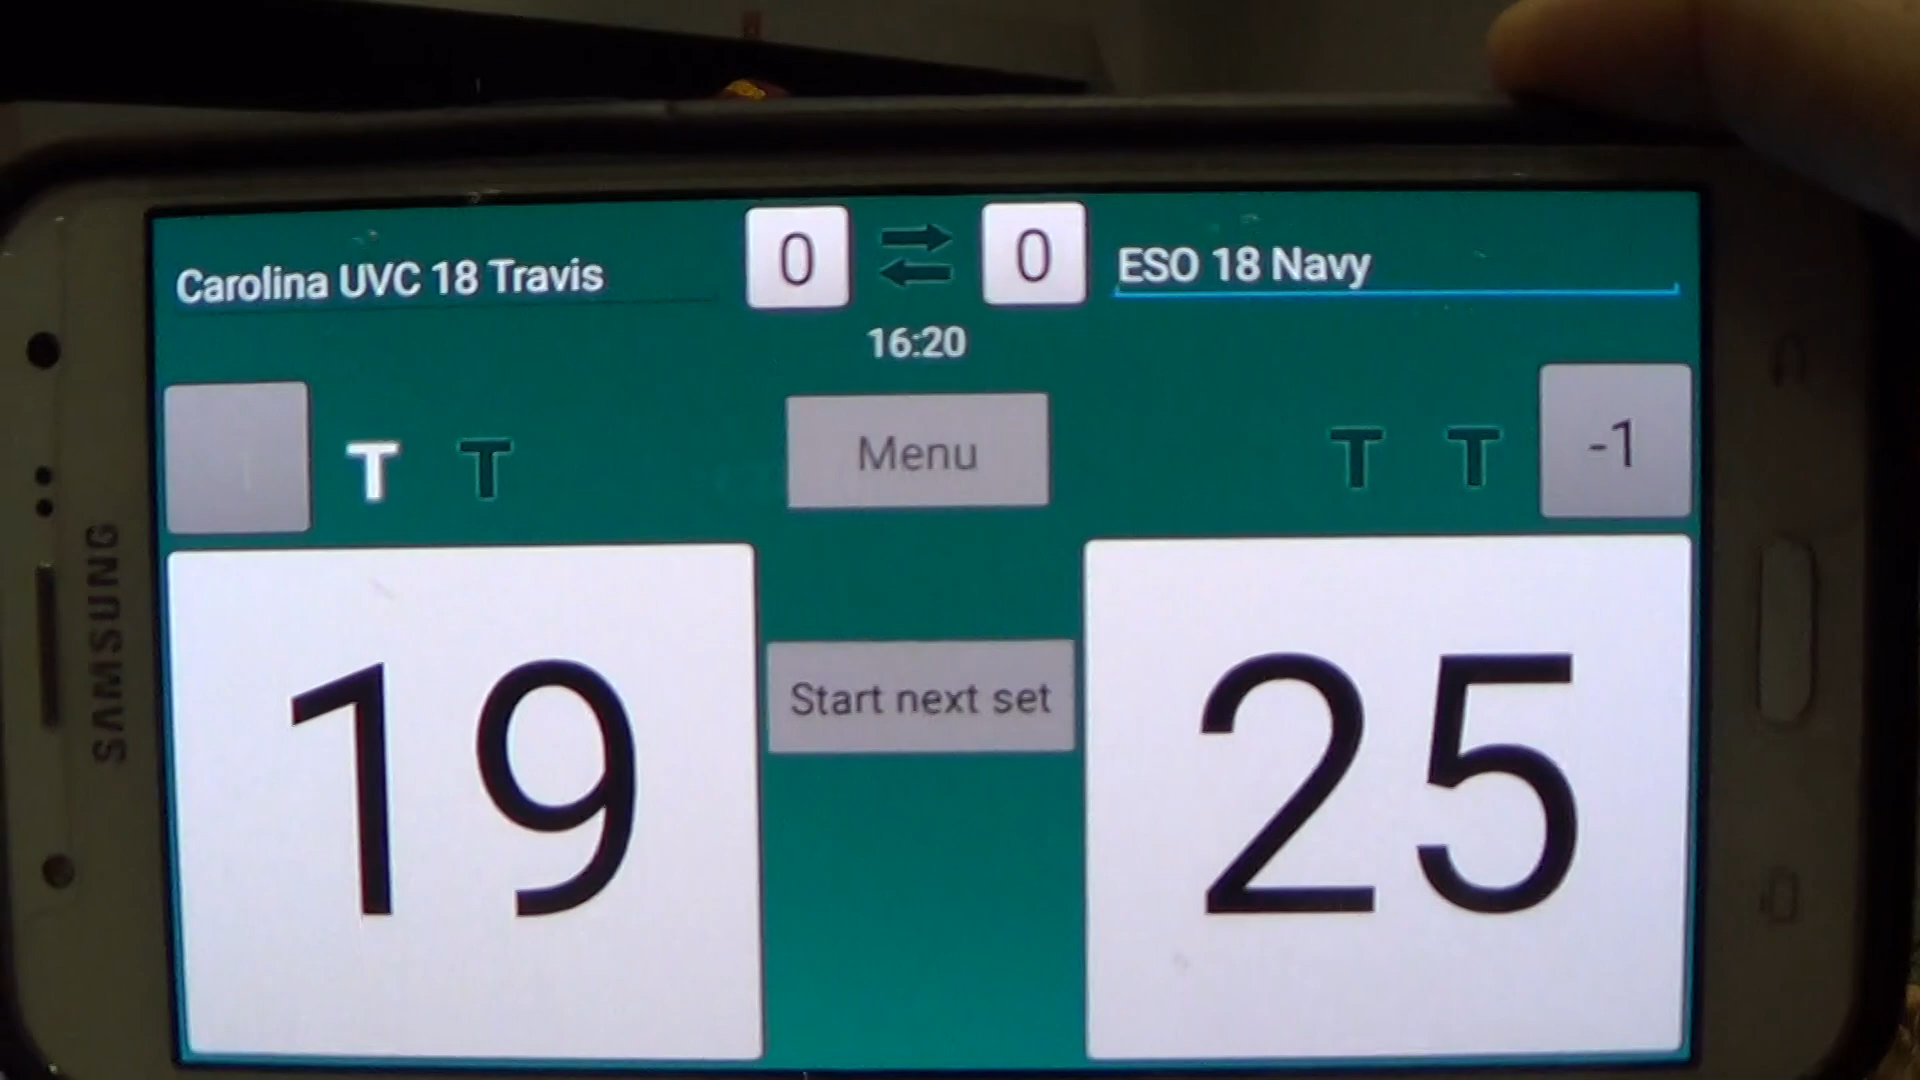 Carolina UVC 18 Travis
0
0
ESO 18 Navy
16:20
T T
Menu
T T
-1
19
Start next set
25
SAMSUNG